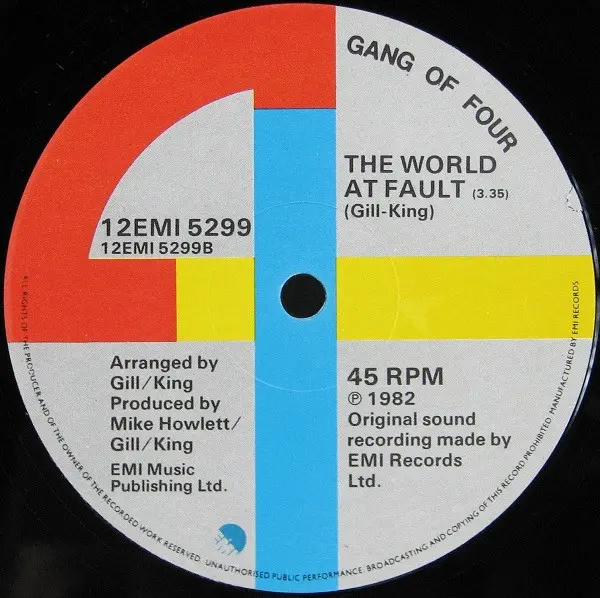 GANG OF FOUR
THE WORLD
AT FAULT (3.35)
(Gill-King)
12EMI 5299
12EMI 5299B
Arranged by
Gill/King
Produced by
Mike Howlett/
Gill/King
EMI Music
Publishing Ltd.
45 RPM
℗ 1982
Original sound
recording made by
EMI Records
Ltd.
ALL RIGHTS OF THE PRODUCER AND OF THE OWNER OF THE RECORDED WORK RESERVED. UNAUTHORISED PUBLIC PERFORMANCE, BROADCASTING AND COPYING OF THIS RECORD PROHIBITED. MANUFACTURED BY EMI RECORDS